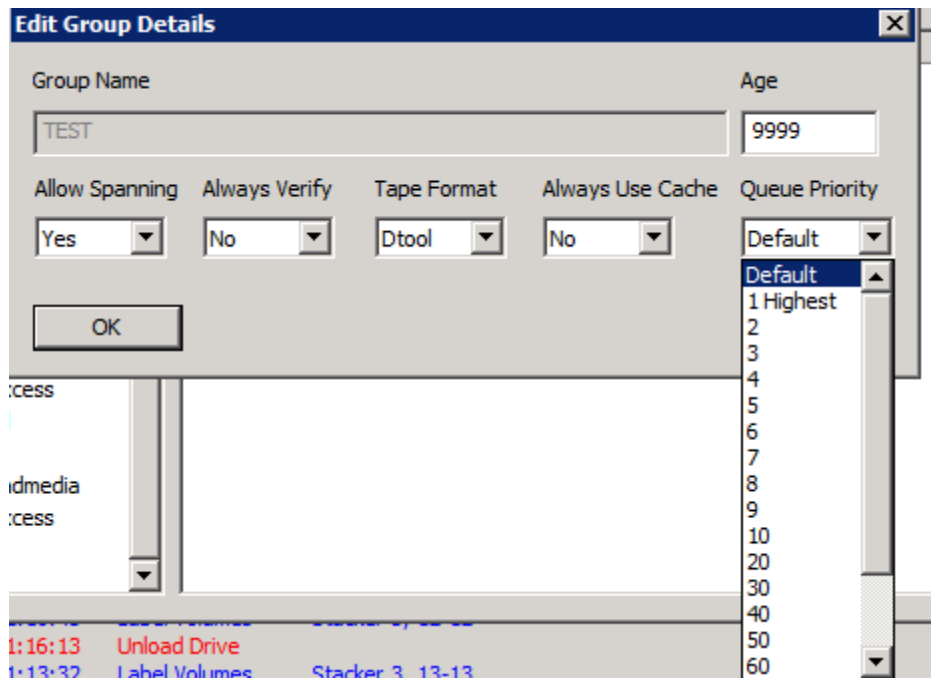 Edit Group Details
Group Name Age
TEST 9999
Allow Spanning Always Verify Tape Format Always Use Cache Queue Priority
Yes No Dtool No Default
Default
1 Highest
2
3
OK
4
5
6
7
8
9
10
20
30
40
50
60
ccess
dmedia
ccess
1:16:13 Unload Drive
1:13:32 Label Volumes Stacker 3, 13-13